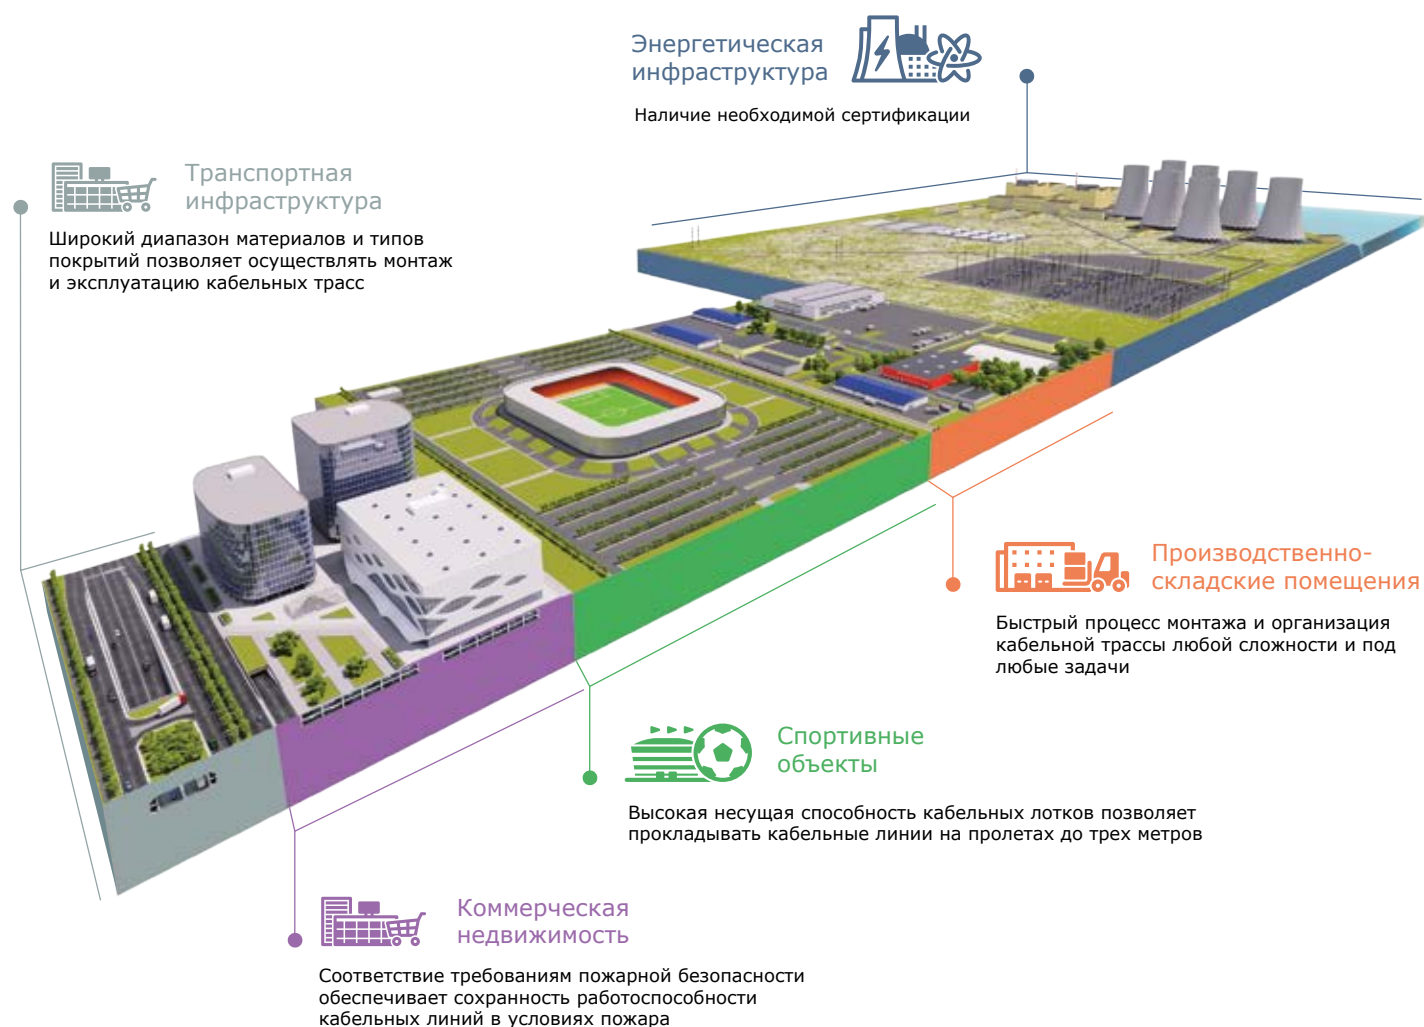 Энергетическая
инфраструктура
Наличие необходимой сертификации
Транспортная
инфраструктура
Широкий диапазон материалов и типов
покрытий позволяет осуществлять монтаж
и эксплуатацию кабельных трасс
Производственно-
складские помещения
Быстрый процесс монтажа и организация
кабельной трассы любой сложности и под
любые задачи
Спортивные
объекты
Высокая несущая способность кабельных лотков позволяет
прокладывать кабельные линии на пролетах до трех метров
Коммерческая
недвижимость
Соответствие требованиям пожарной безопасности
обеспечивает сохранность работоспособности
кабельных линий в условиях пожара